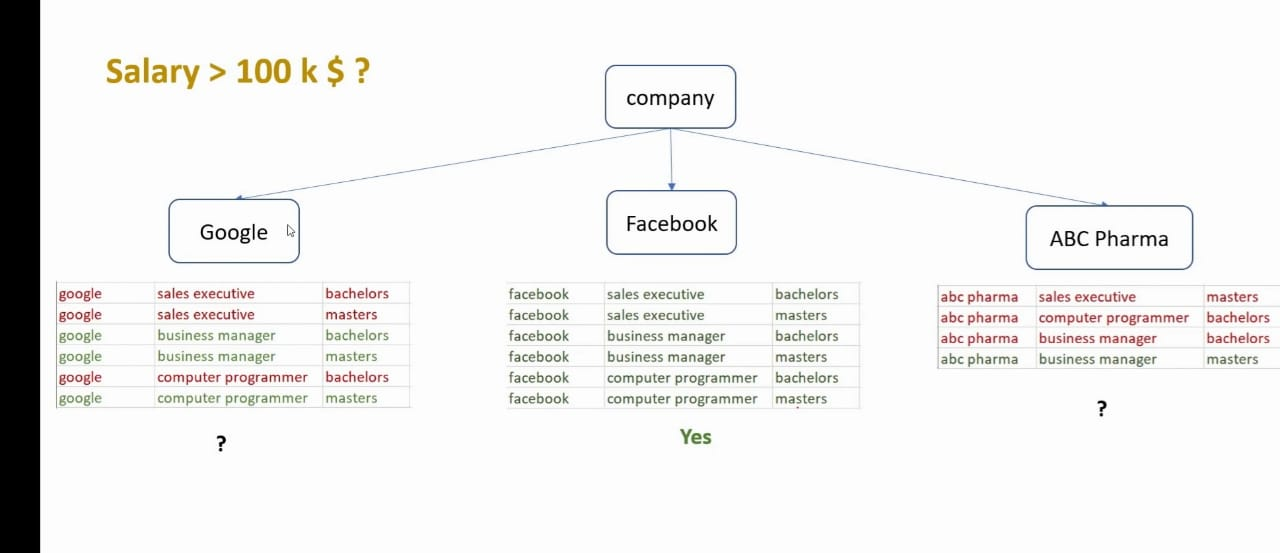 Salary > 100 k $ ?
company
Google
Facebook
ABC Pharma
google sales executive bachelors
google sales executive masters
google business manager bachelors
google business manager masters
google computer programmer bachelors
google computer programmer masters
?
facebook sales executive bachelors
facebook sales executive masters
facebook business manager bachelors
facebook business manager masters
facebook computer programmer bachelors
facebook computer programmer masters
Yes
abc pharma sales executive masters
abc pharma computer programmer bachelors
abc pharma business manager bachelors
abc pharma business manager masters
?